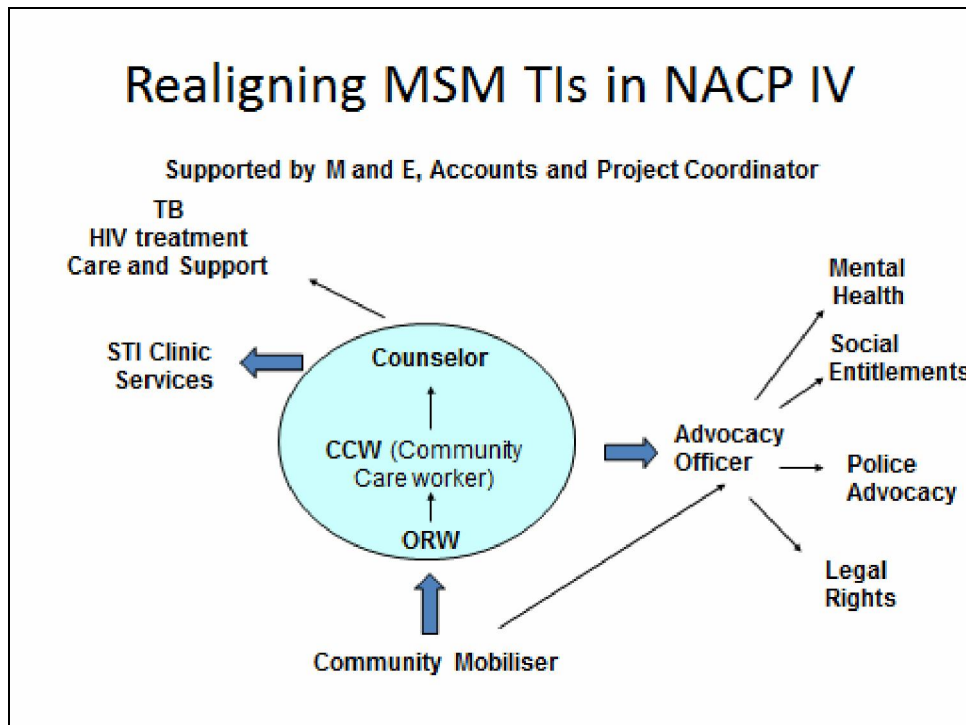 Realigning MSM TIs in NACP IV
Supported by M and E, Accounts and Project Coordinator
TB
HIV treatment
Care and Support
STI Clinic
Services
Counselor
CCW (Community
Care worker)
ORW
Community Mobiliser
Advocacy
Officer
Mental
Health
Social
Entitlements
Police
Advocacy
Legal
Rights